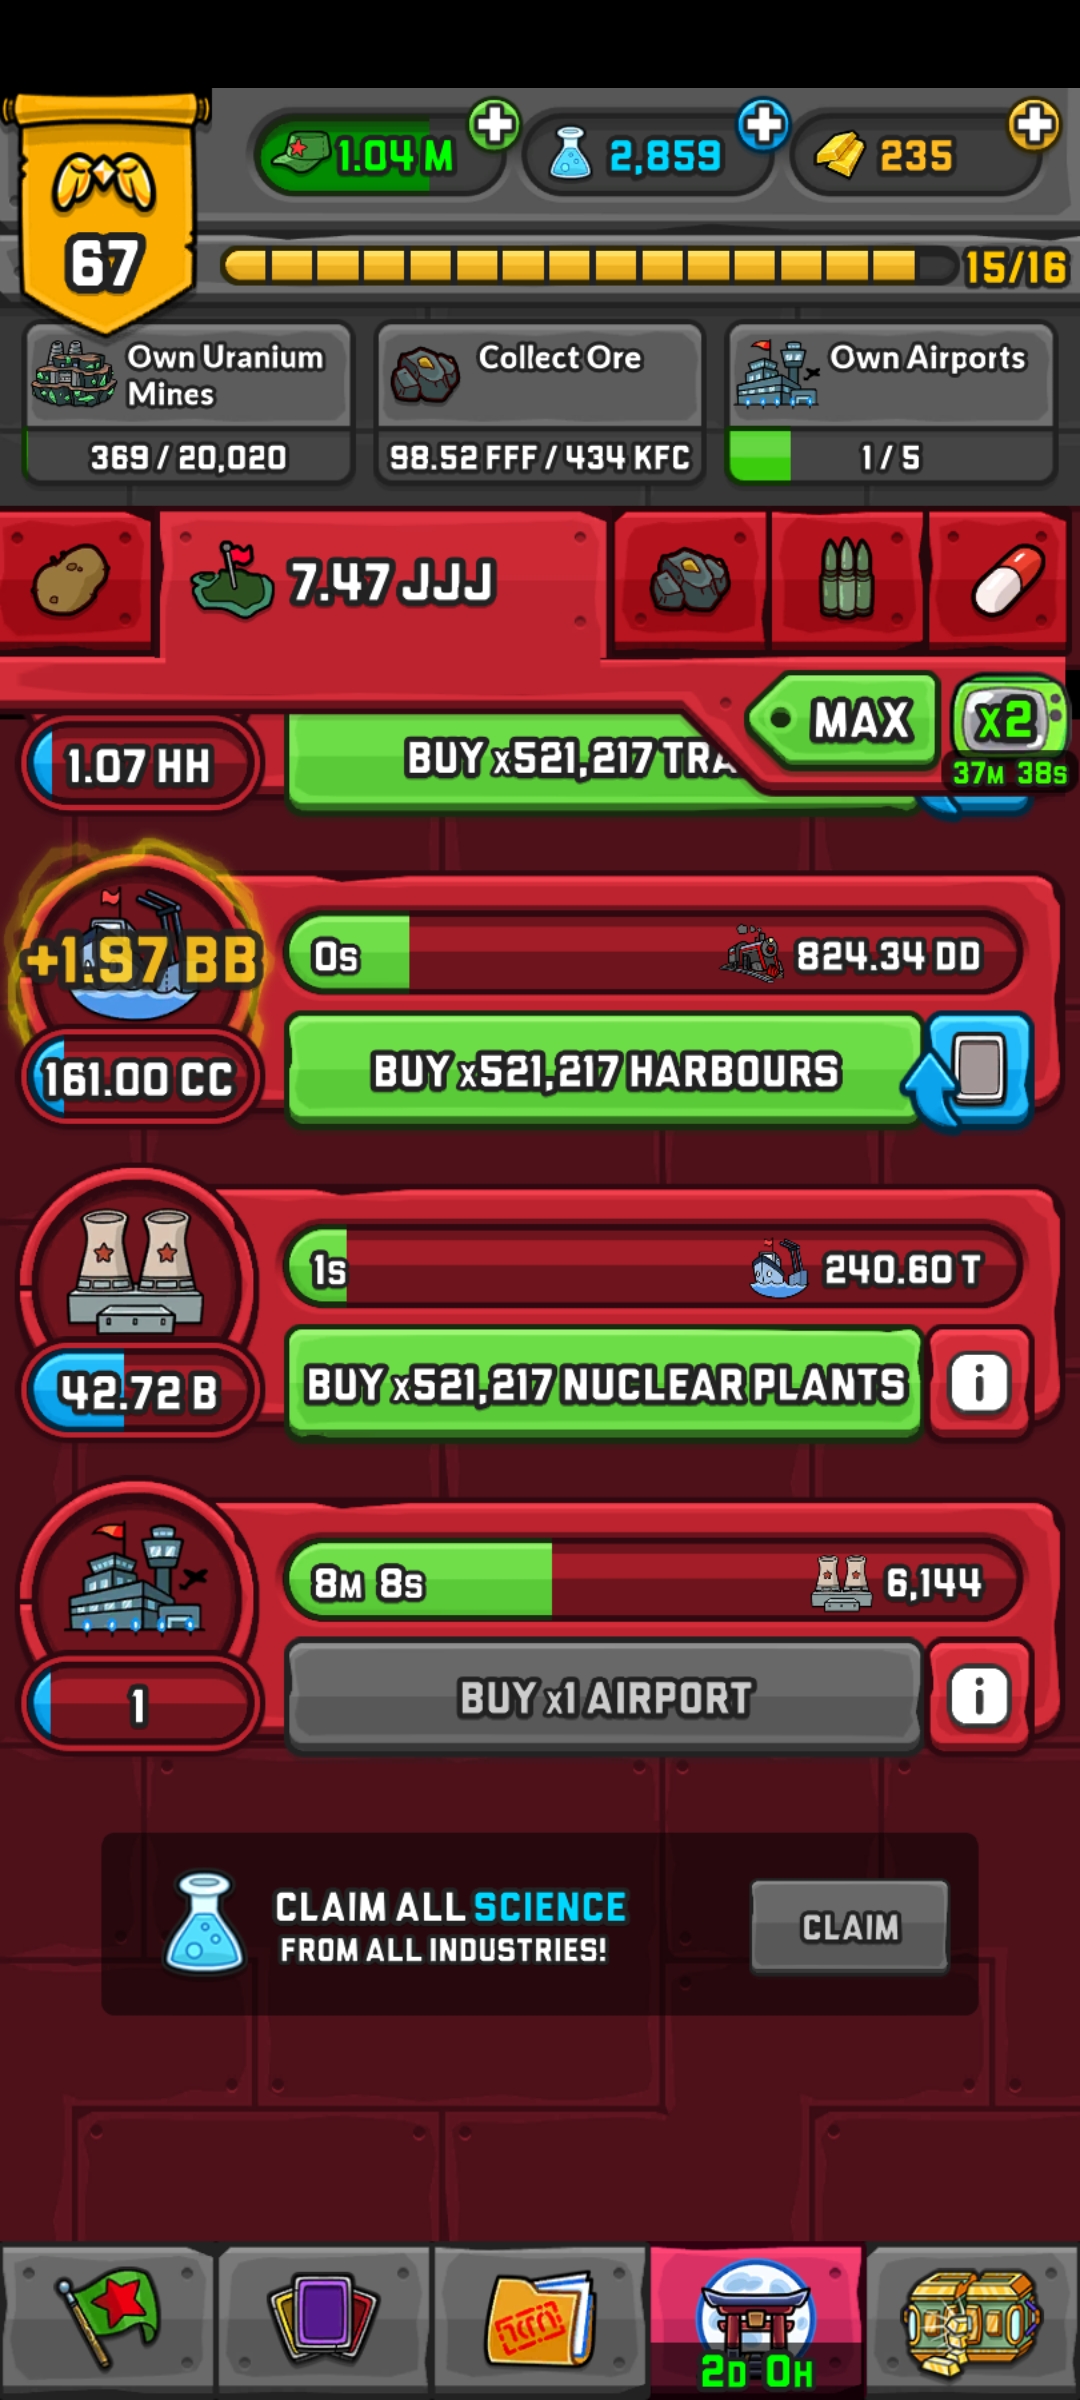 1.04 M
2,859
235
67
15/16
Own Uranium
Mines
Collect Ore
Own Airports
369 / 20,020
98.52 FFF / 434 KFC
1 / 5
7.47 JJJ
MAX
x2
37M 38S
1.07 HH
BUY x521,217 TRA
+1.97 BB
0s
824.34 DD
161.00 CC
BUY x521,217 HARBOURS
1s
240.60 T
42.72 B
BUY x521,217 NUCLEAR PLANTS
i
8M 8S
6,144
1
BUY x1 AIRPORT
i
CLAIM ALL SCIENCE
FROM ALL INDUSTRIES!
CLAIM
2D 0H